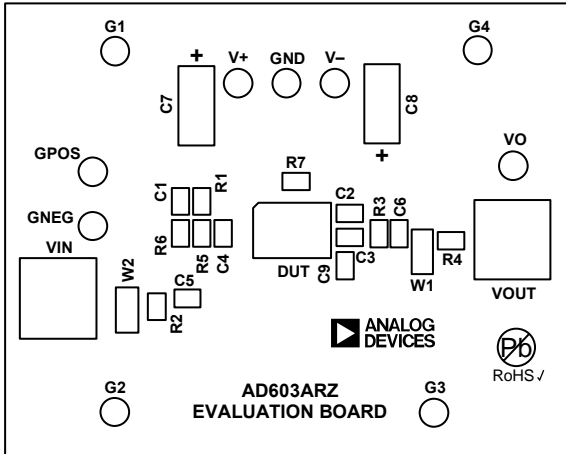 G1
G4
V+
GND
V–
+
C7
C8
+
GPOS
VO
R7
C1
R1
C2
R3
C6
GNEG
VIN
R6
R5
C4
DUT
C9
C3
W1
R4
VOUT
W2
C5
R2
ANALOG
DEVICES
Pb
RoHS √
G2
AD603ARZ
EVALUATION BOARD
G3